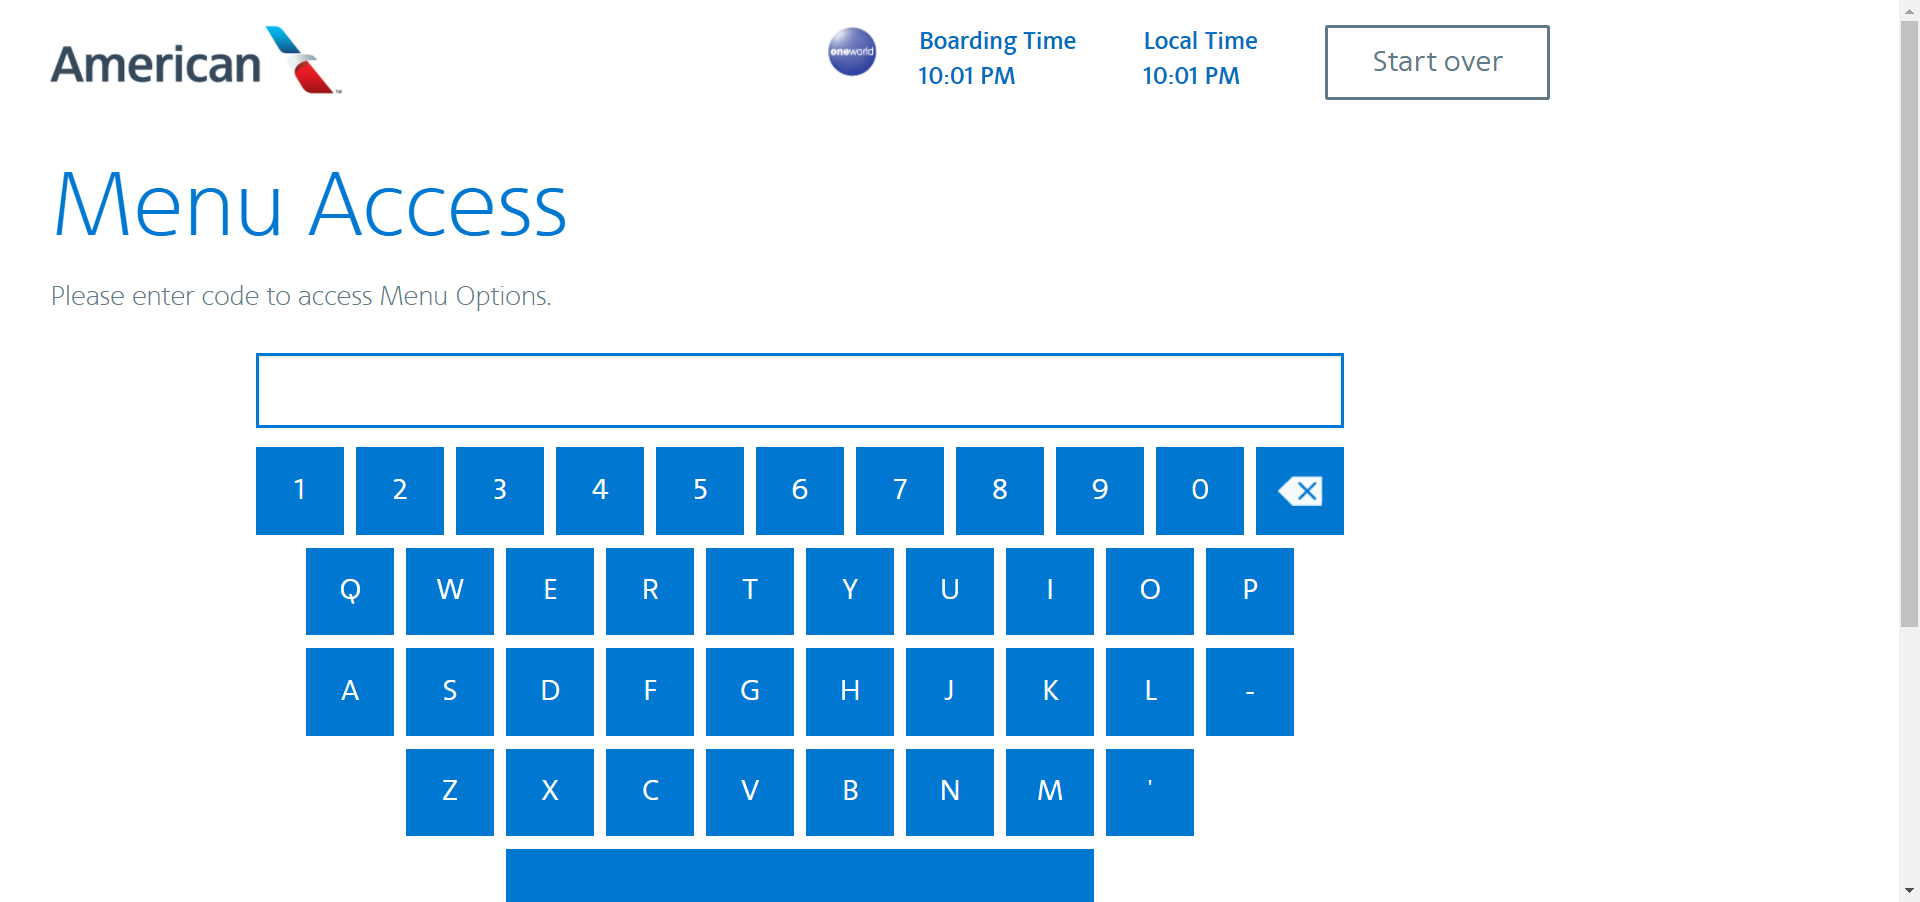 American
oneworld
Boarding Time
10:01 PM
Local Time
10:01 PM
Start over
Menu Access
Please enter code to access Menu Options.
1 2 3 4 5 6 7 8 9 0
Q W E R T Y U I O P
A S D F G H J K L -
Z X C V B N M '